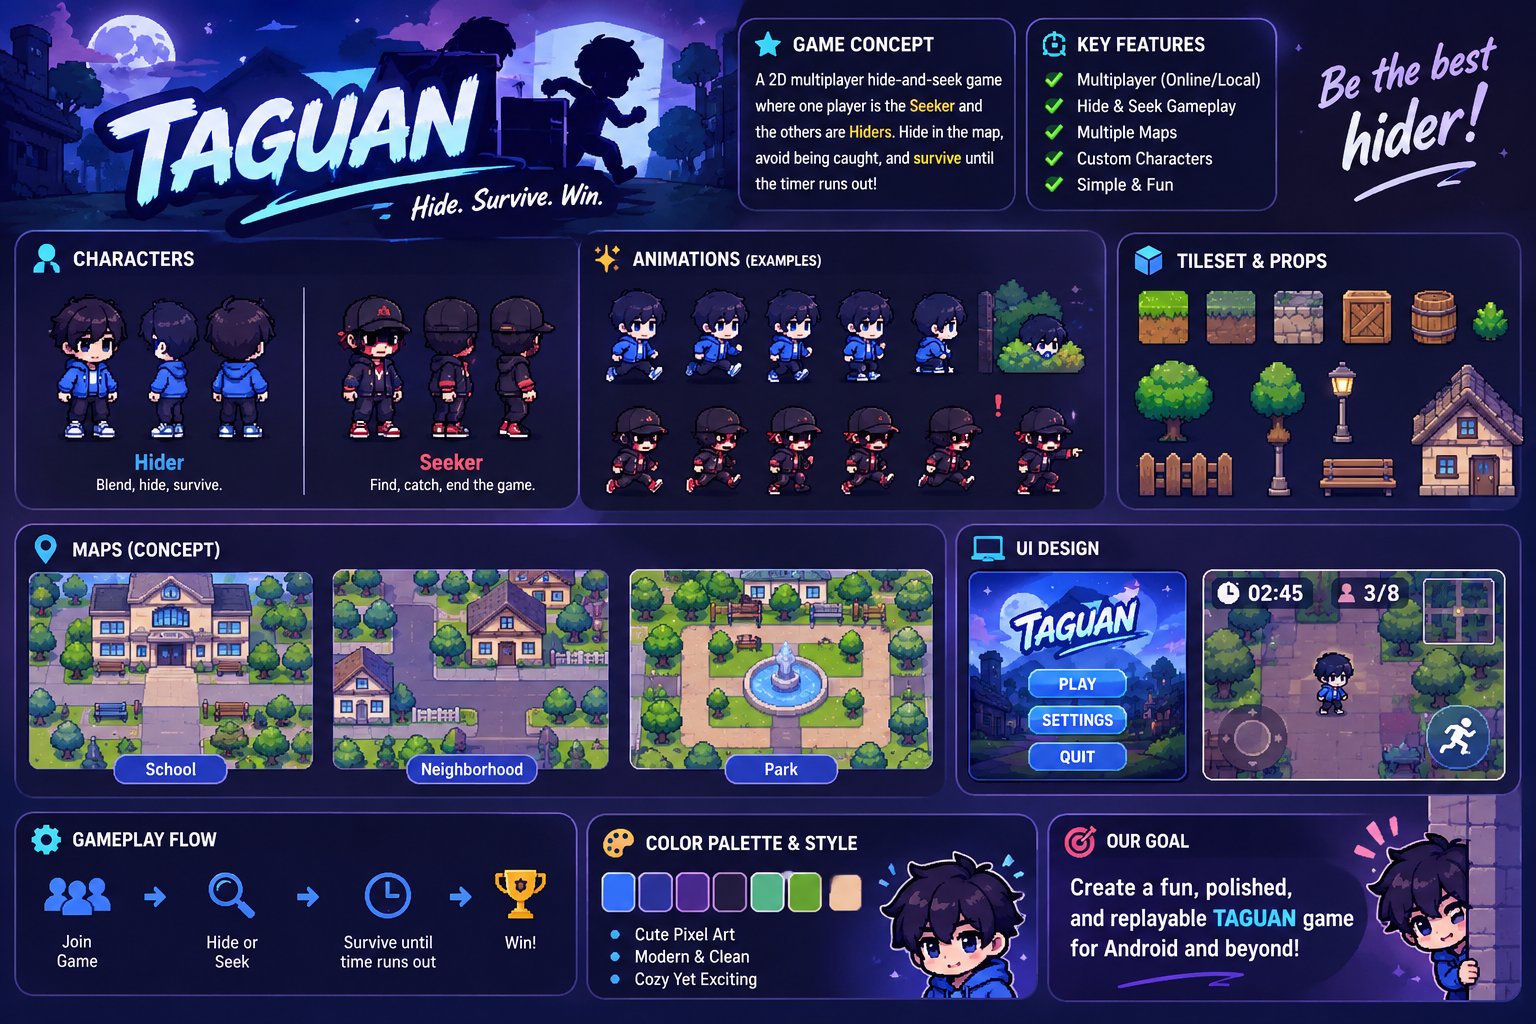 TAGUAN
Hide. Survive. Win.
GAME CONCEPT
A 2D multiplayer hide-and-seek game
where one player is the Seeker and
the others are Hiders. Hide in the map,
avoid being caught, and survive until
the timer runs out!
KEY FEATURES
Multiplayer (Online/Local)
Hide & Seek Gameplay
Multiple Maps
Custom Characters
Simple & Fun
Be the best
hider!
CHARACTERS
Hider
Blend, hide, survive.
Seeker
Find, catch, end the game.
ANIMATIONS (EXAMPLES)
!
TILESET & PROPS
MAPS (CONCEPT)
School
Neighborhood
Park
UI DESIGN
TAGUAN
PLAY
SETTINGS
QUIT
02:45
3/8
GAMEPLAY FLOW
Join
Game
Hide or
Seek
Survive until
time runs out
Win!
COLOR PALETTE & STYLE
Cute Pixel Art
Modern & Clean
Cozy Yet Exciting
OUR GOAL
Create a fun, polished,
and replayable TAGUAN game
for Android and beyond!